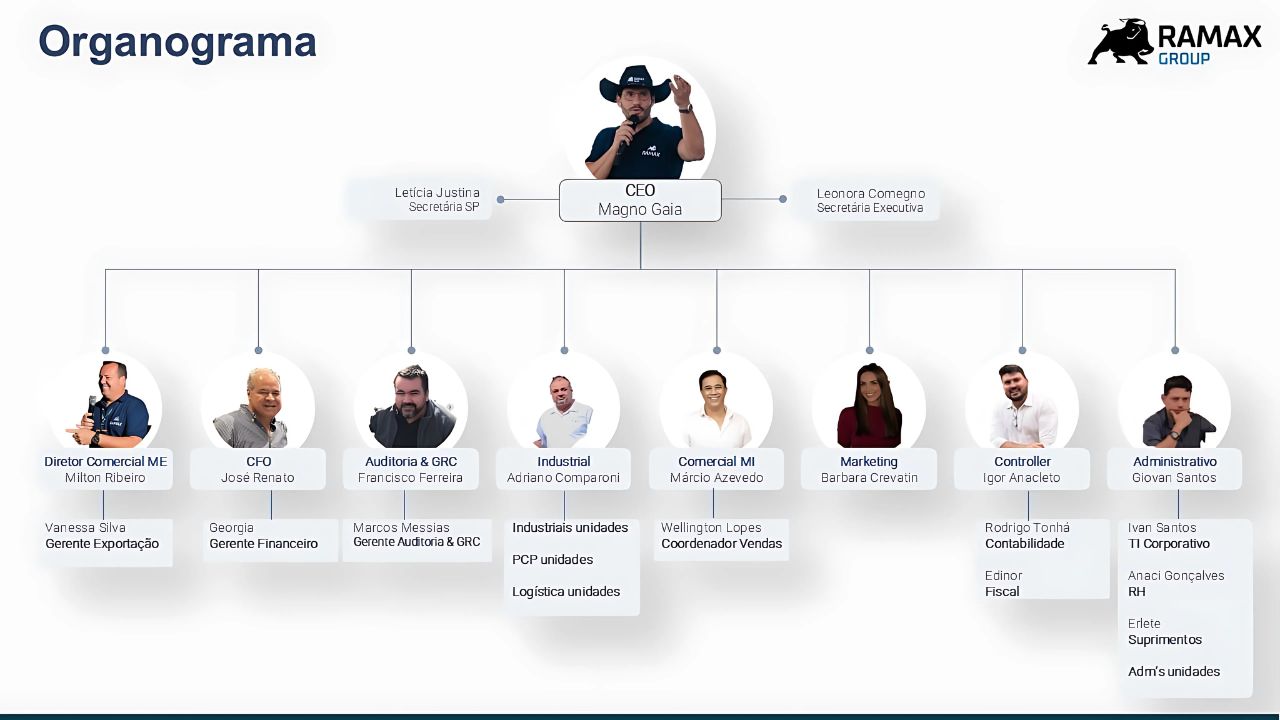 Organograma
RAMAX
GROUP
CEO
Magno Gaia
Letícia Justina
Secretária SP
Leonora Comegno
Secretária Executiva
Diretor Comercial ME
Milton Ribeiro
CFO
José Renato
Auditoria & GRC
Francisco Ferreira
Industrial
Adriano Comparoni
Comercial MI
Márcio Azevedo
Marketing
Barbara Crevatin
Controller
Igor Anacleto
Administrativo
Giovan Santos
Vanessa Silva
Gerente Exportação
Georgia
Gerente Financeiro
Marcos Messias
Gerente Auditoria & GRC
Industriais unidades
PCP unidades
Logística unidades
Wellington Lopes
Coordenador Vendas
Rodrigo Tonhá
Contabilidade
Edinor
Fiscal
Ivan Santos
TI Corporativo
Anaci Gonçalves
RH
Erlete
Suprimentos
Adm's unidades